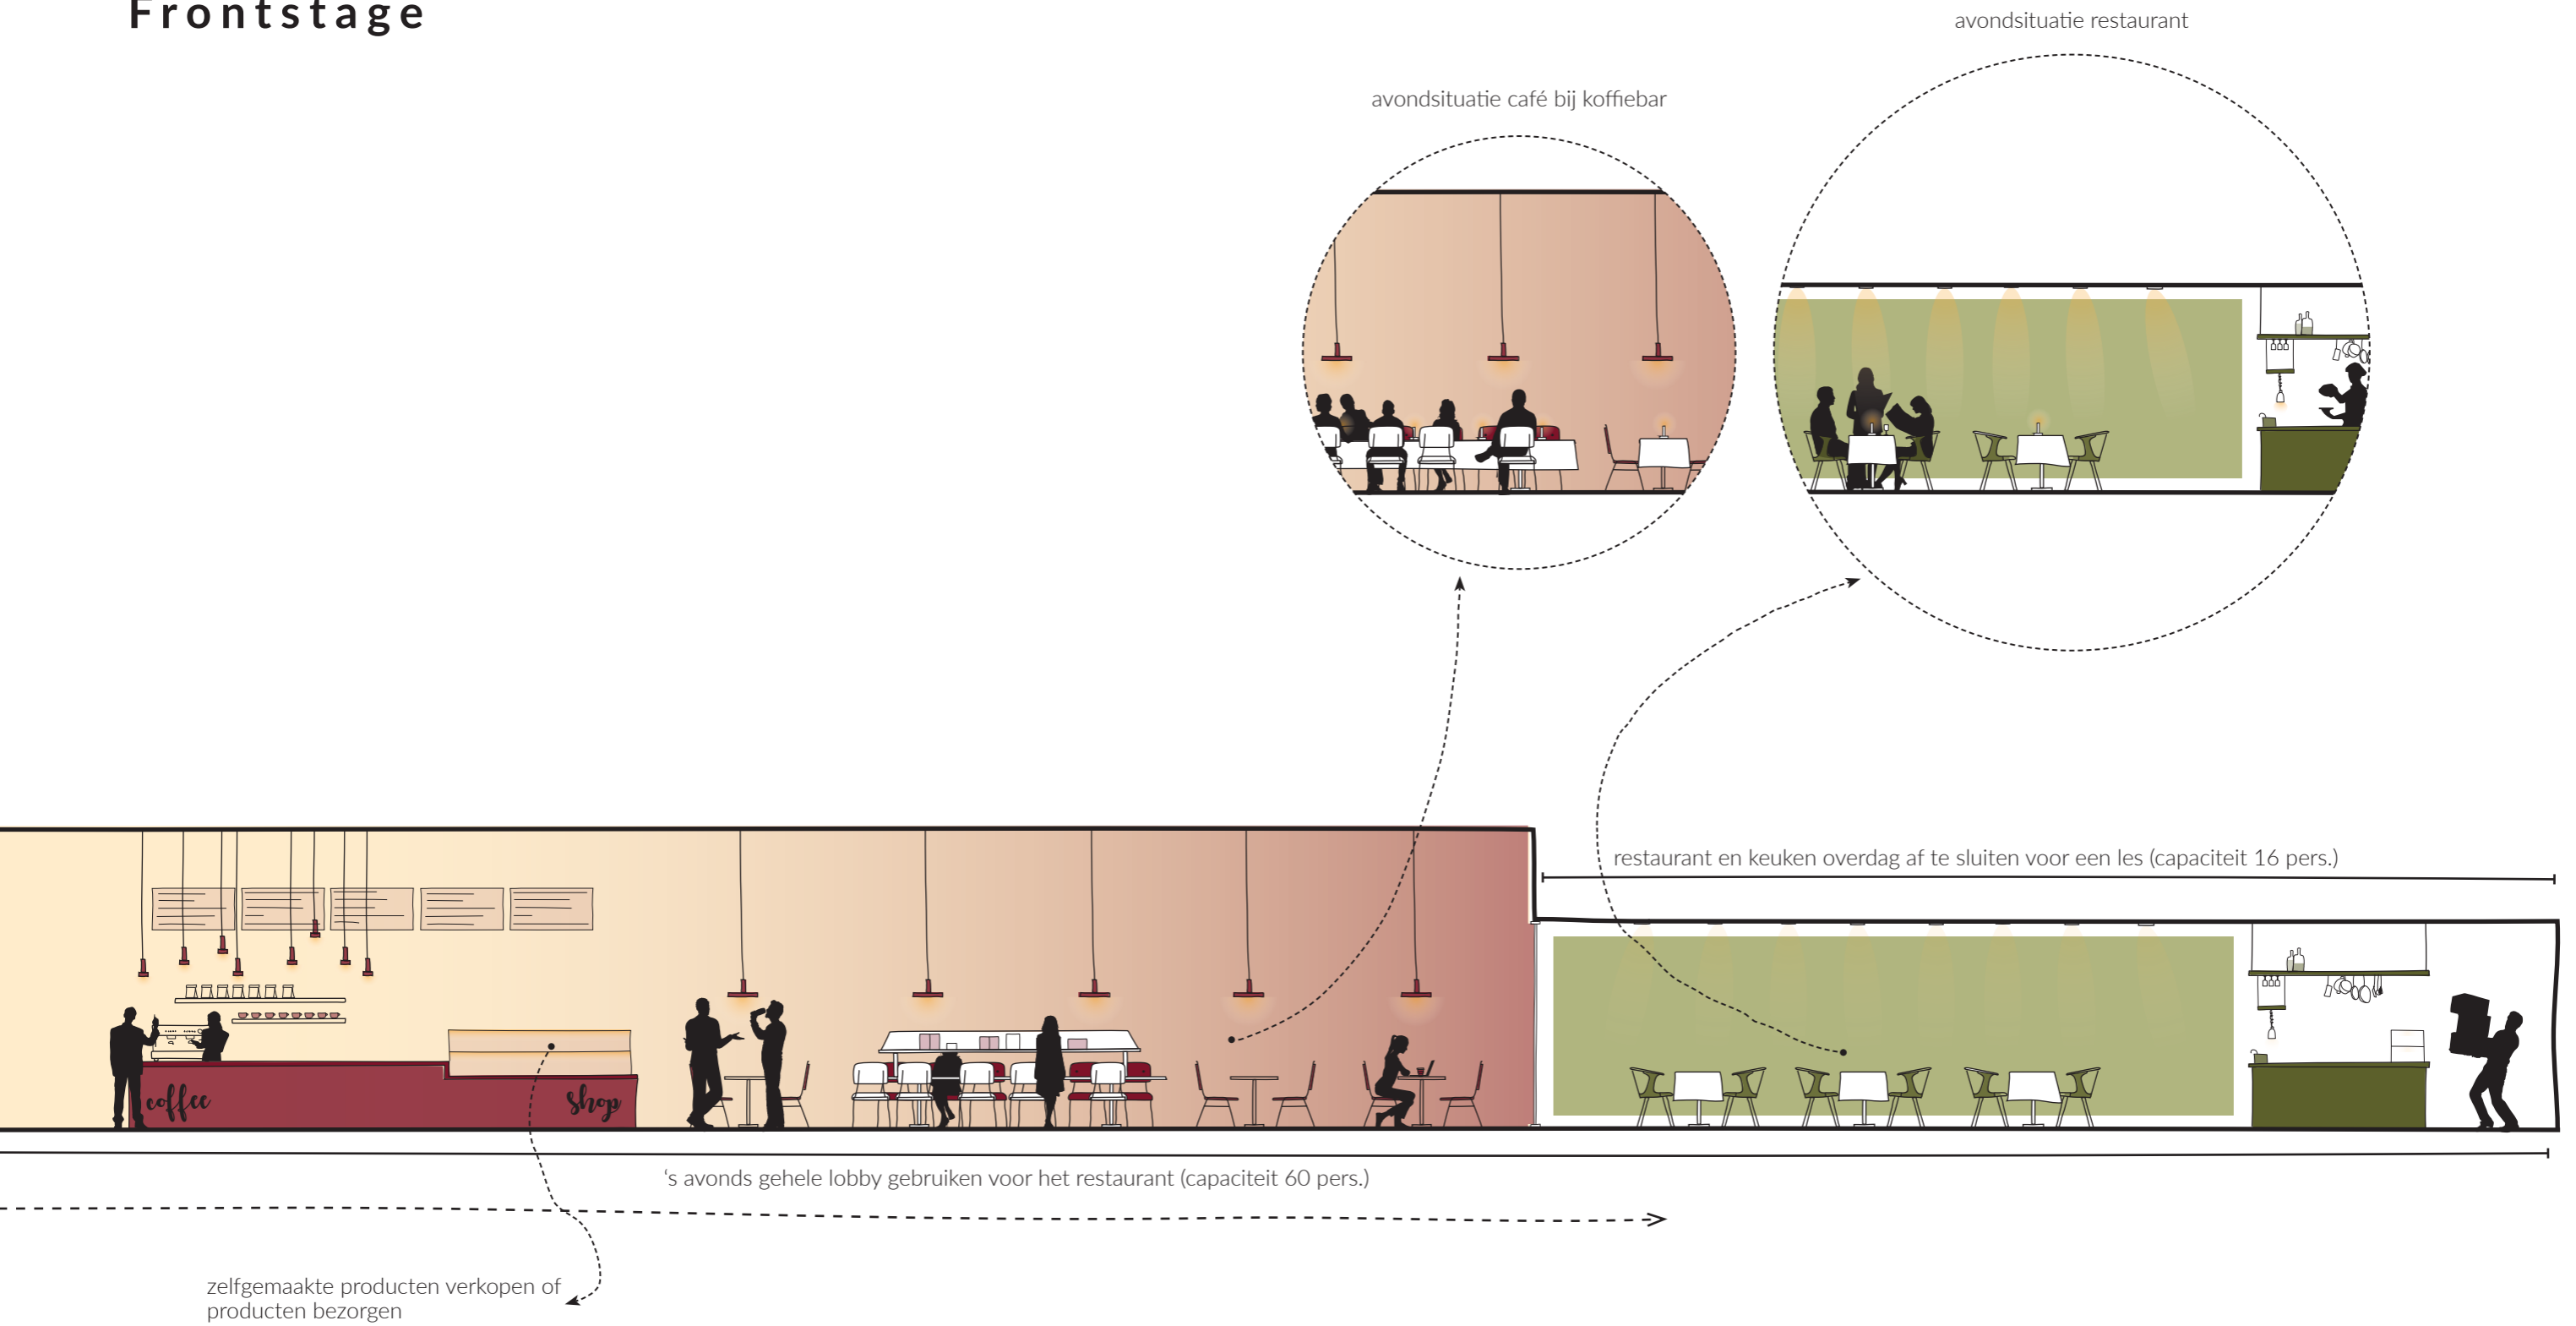 Frontstage
avondsituatie restaurant
avondsituatie café bij koffiebar
restaurant en keuken overdag af te sluiten voor een les (capaciteit 16 pers.)
coffee
shop
‘s avonds gehele lobby gebruiken voor het restaurant (capaciteit 60 pers.)
zelfgemaakte producten verkopen of
producten bezorgen